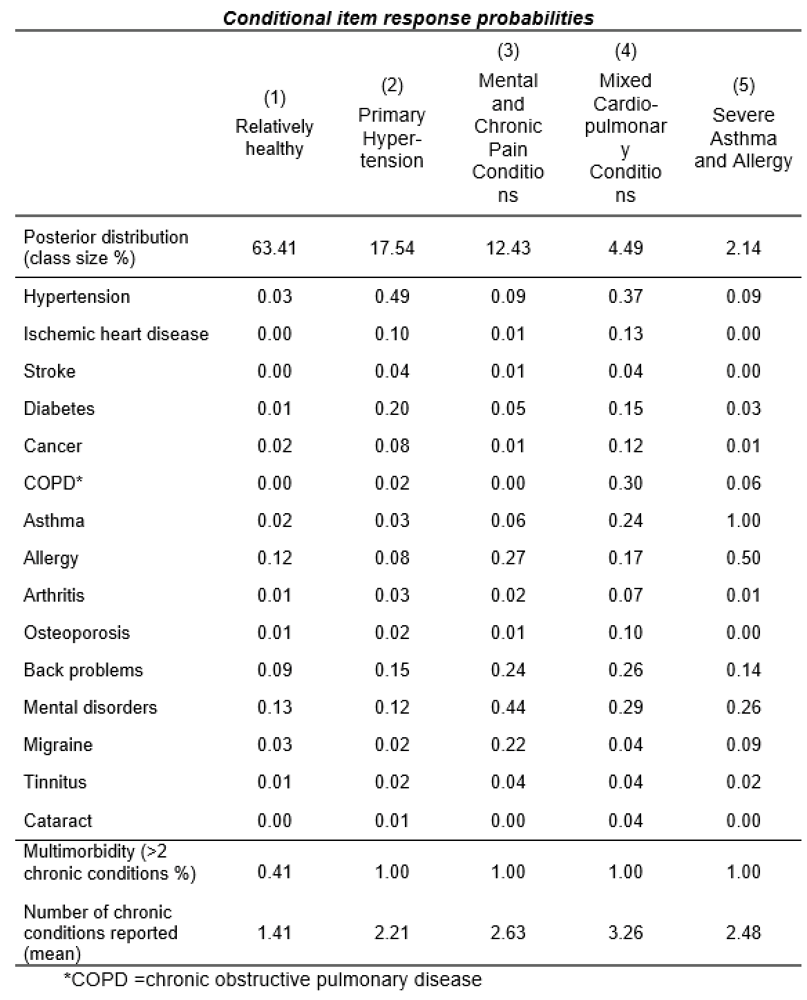 Conditional item response probabilities
(1)
Relatively
healthy
(2)
Primary
Hyper-
tension
(3)
Mental
and
Chronic
Pain
Conditio
ns
(4)
Mixed
Cardio-
pulmonar
y
Conditio
ns
(5)
Severe
Asthma
and Allergy
Posterior distribution
(class size %) 63.41 17.54 12.43 4.49 2.14
Hypertension 0.03 0.49 0.09 0.37 0.09
Ischemic heart disease 0.00 0.10 0.01 0.13 0.00
Stroke 0.00 0.04 0.01 0.04 0.00
Diabetes 0.01 0.20 0.05 0.15 0.03
Cancer 0.02 0.08 0.01 0.12 0.01
COPD* 0.00 0.02 0.00 0.30 0.06
Asthma 0.02 0.03 0.06 0.24 1.00
Allergy 0.12 0.08 0.27 0.17 0.50
Arthritis 0.01 0.03 0.02 0.07 0.01
Osteoporosis 0.01 0.02 0.01 0.10 0.00
Back problems 0.09 0.15 0.24 0.26 0.14
Mental disorders 0.13 0.12 0.44 0.29 0.26
Migraine 0.03 0.02 0.22 0.04 0.09
Tinnitus 0.01 0.02 0.04 0.04 0.02
Cataract 0.00 0.01 0.00 0.04 0.00
Multimorbidity (>2
chronic conditions %) 0.41 1.00 1.00 1.00 1.00
Number of chronic
conditions reported 1.41 2.21 2.63 3.26 2.48
(mean)
*COPD =chronic obstructive pulmonary disease